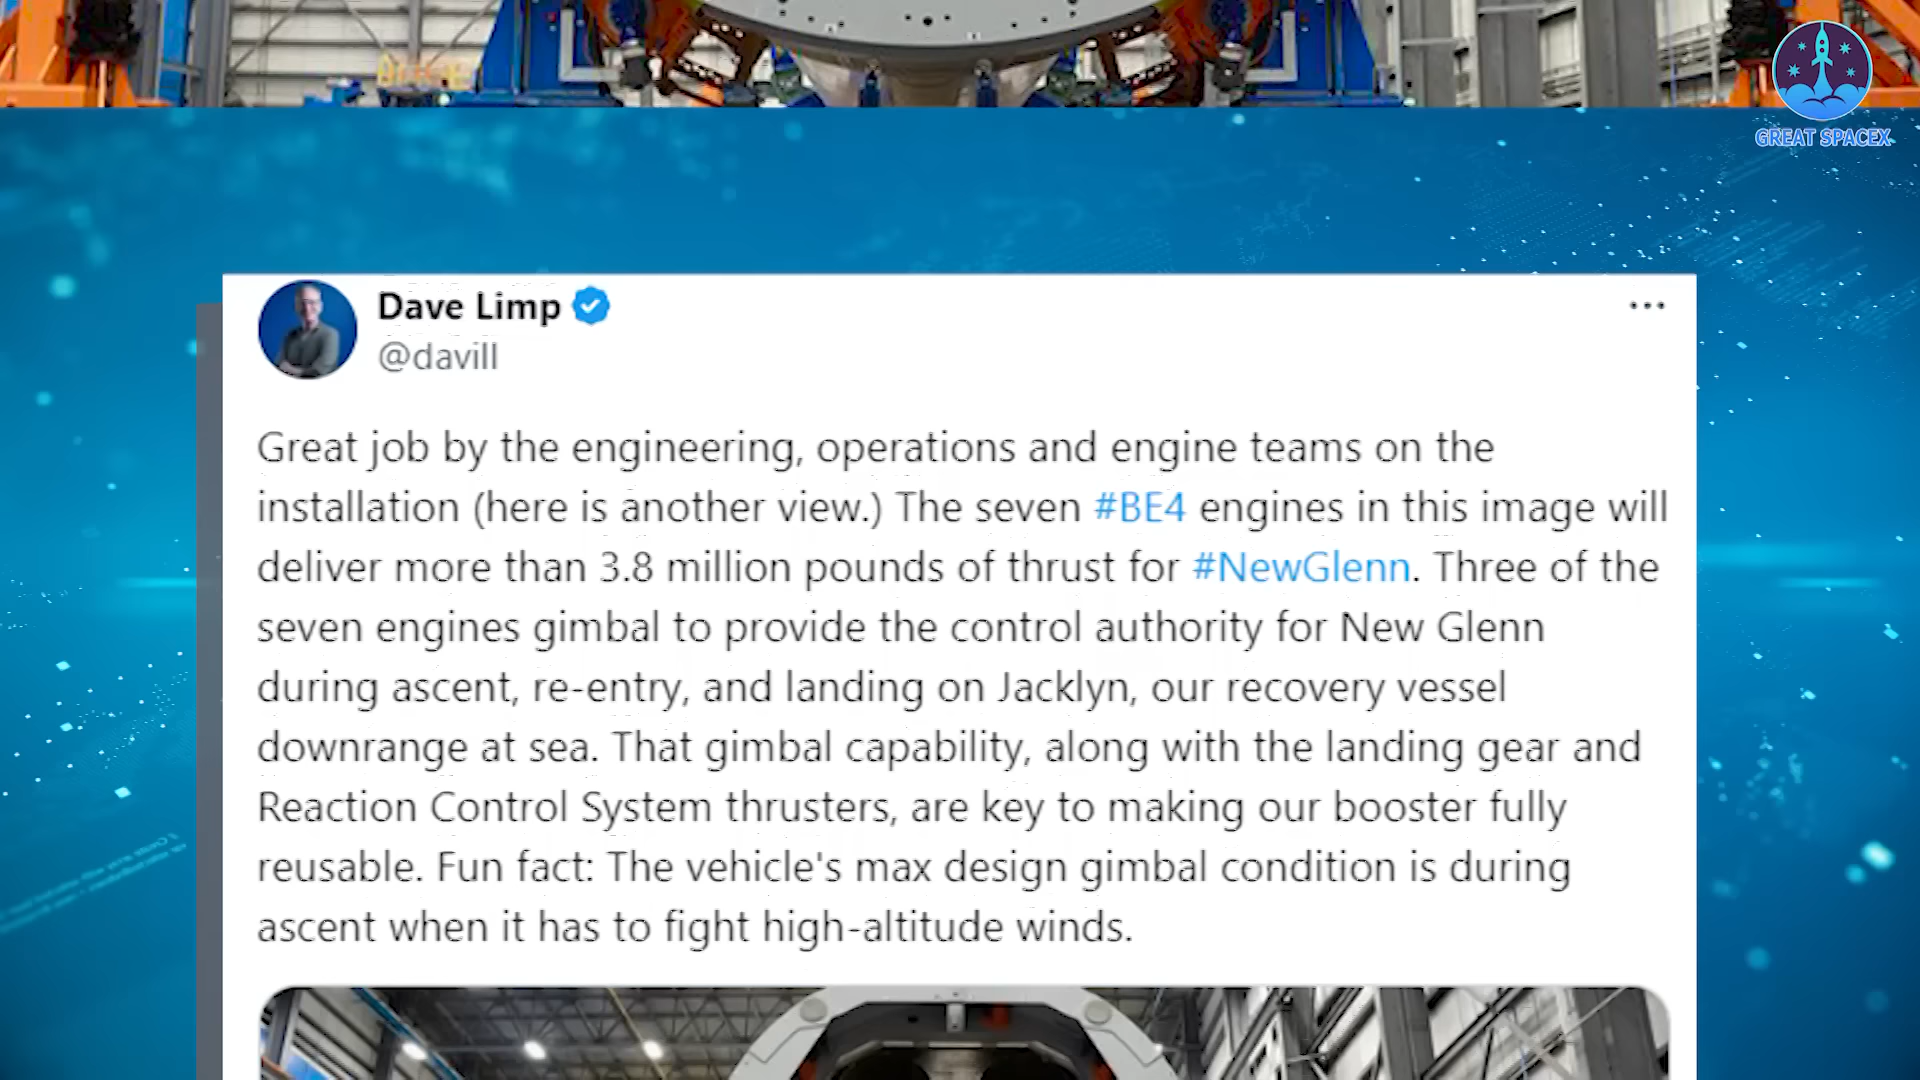 GREAT SPACEX
Dave Limp
@davill
Great job by the engineering, operations and engine teams on the
installation (here is another view.) The seven #BE4 engines in this image will
deliver more than 3.8 million pounds of thrust for #NewGlenn. Three of the
seven engines gimbal to provide the control authority for New Glenn
during ascent, re-entry, and landing on Jacklyn, our recovery vessel
downrange at sea. That gimbal capability, along with the landing gear and
Reaction Control System thrusters, are key to making our booster fully
reusable. Fun fact: The vehicle's max design gimbal condition is during
ascent when it has to fight high-altitude winds.